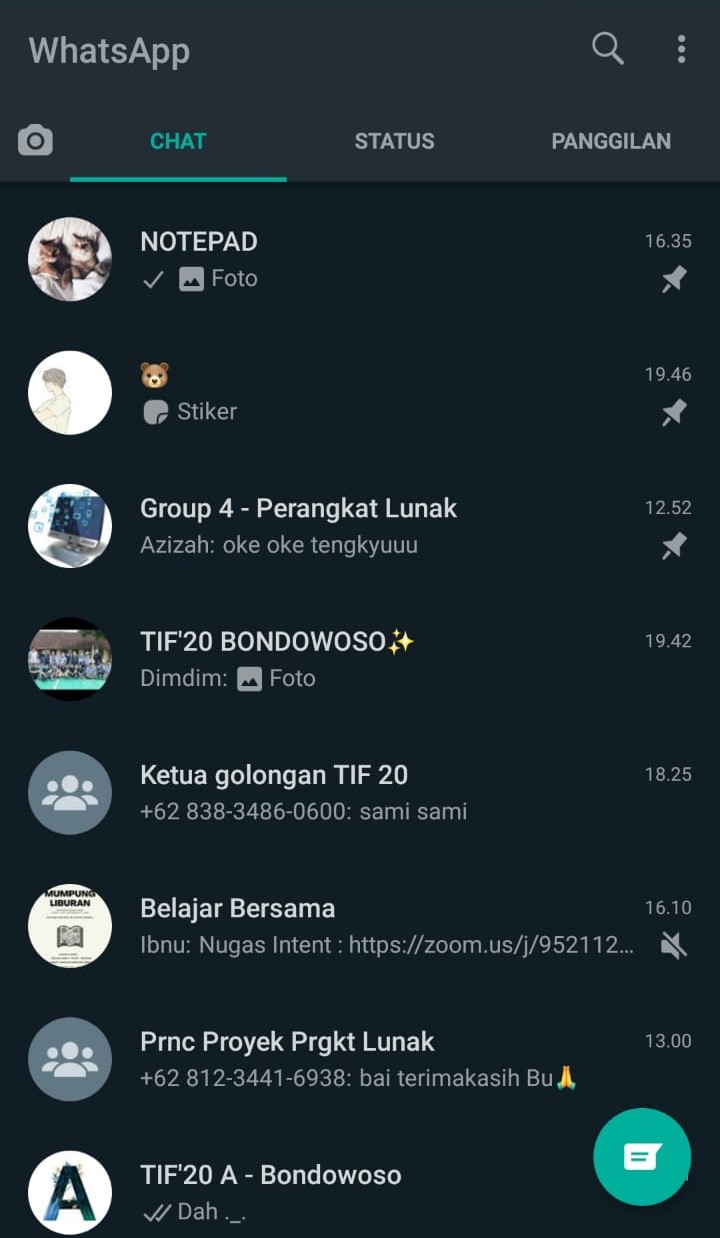 WhatsApp
CHAT STATUS PANGGILAN
NOTEPAD 16.35
Foto
🐻 19.46
Stiker
Group 4 - Perangkat Lunak 12.52
Azizah: oke oke tengkyuuu
TIF'20 BONDOWOSO✨ 19.42
Dimdim: Foto
Ketua golongan TIF 20 18.25
+62 838-3486-0600: sami sami
MUMPUNG
LIBURAN
Belajar Bersama 16.10
Ibnu: Nugas Intent : https://zoom.us/j/952112...
Prnc Proyek Prgkt Lunak 13.00
+62 812-3441-6938: bai terimakasih Bu🙏
A
TIF'20 A - Bondowoso
Dah ._.